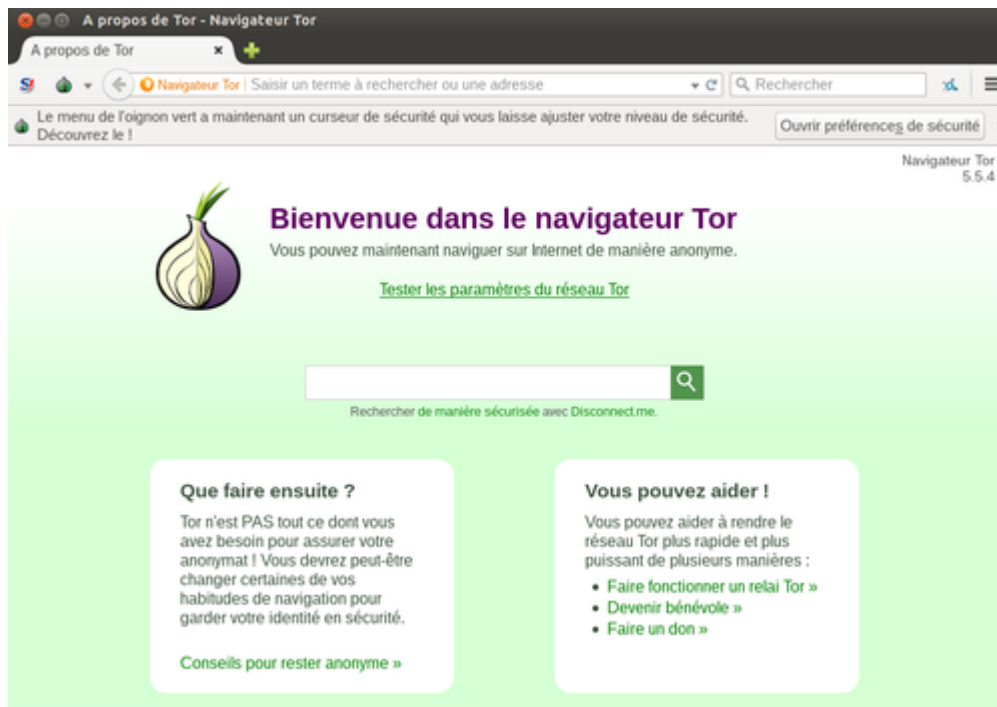 A propos de Tor - Navigateur Tor
A propos de Tor
Navigateur Tor Saisir un terme à rechercher ou une adresse
Rechercher
Le menu de l'oignon vert a maintenant un curseur de sécurité qui vous laisse ajuster votre niveau de sécurité.
Découvrez le !
Ouvrir préférences de sécurité
Navigateur Tor
5.5.4
Bienvenue dans le navigateur Tor
Vous pouvez maintenant naviguer sur Internet de manière anonyme.
Tester les paramètres du réseau Tor
Rechercher de manière sécurisée avec Disconnect.me.
Que faire ensuite ?
Tor n'est PAS tout ce dont vous
avez besoin pour assurer votre
anonymat ! Vous devrez peut-être
changer certaines de vos
habitudes de navigation pour
garder votre identité en sécurité.
Conseils pour rester anonyme »
Vous pouvez aider !
Vous pouvez aider à rendre le
réseau Tor plus rapide et plus
puissant de plusieurs manières :
• Faire fonctionner un relai Tor »
• Devenir bénévole »
• Faire un don »